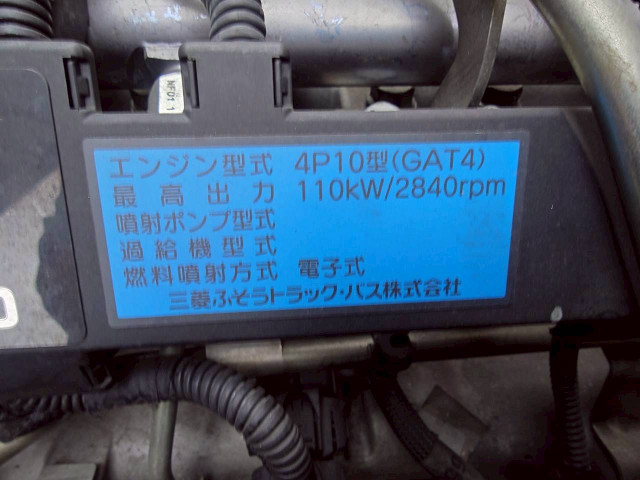 NF01 1
エンジン型式 4P10型(GAT4)
最高出力 110kW/2840rpm
噴射ポンプ型式
過給機型式
燃料噴射方式 電子式
三菱ふそうトラック・バス株式会社